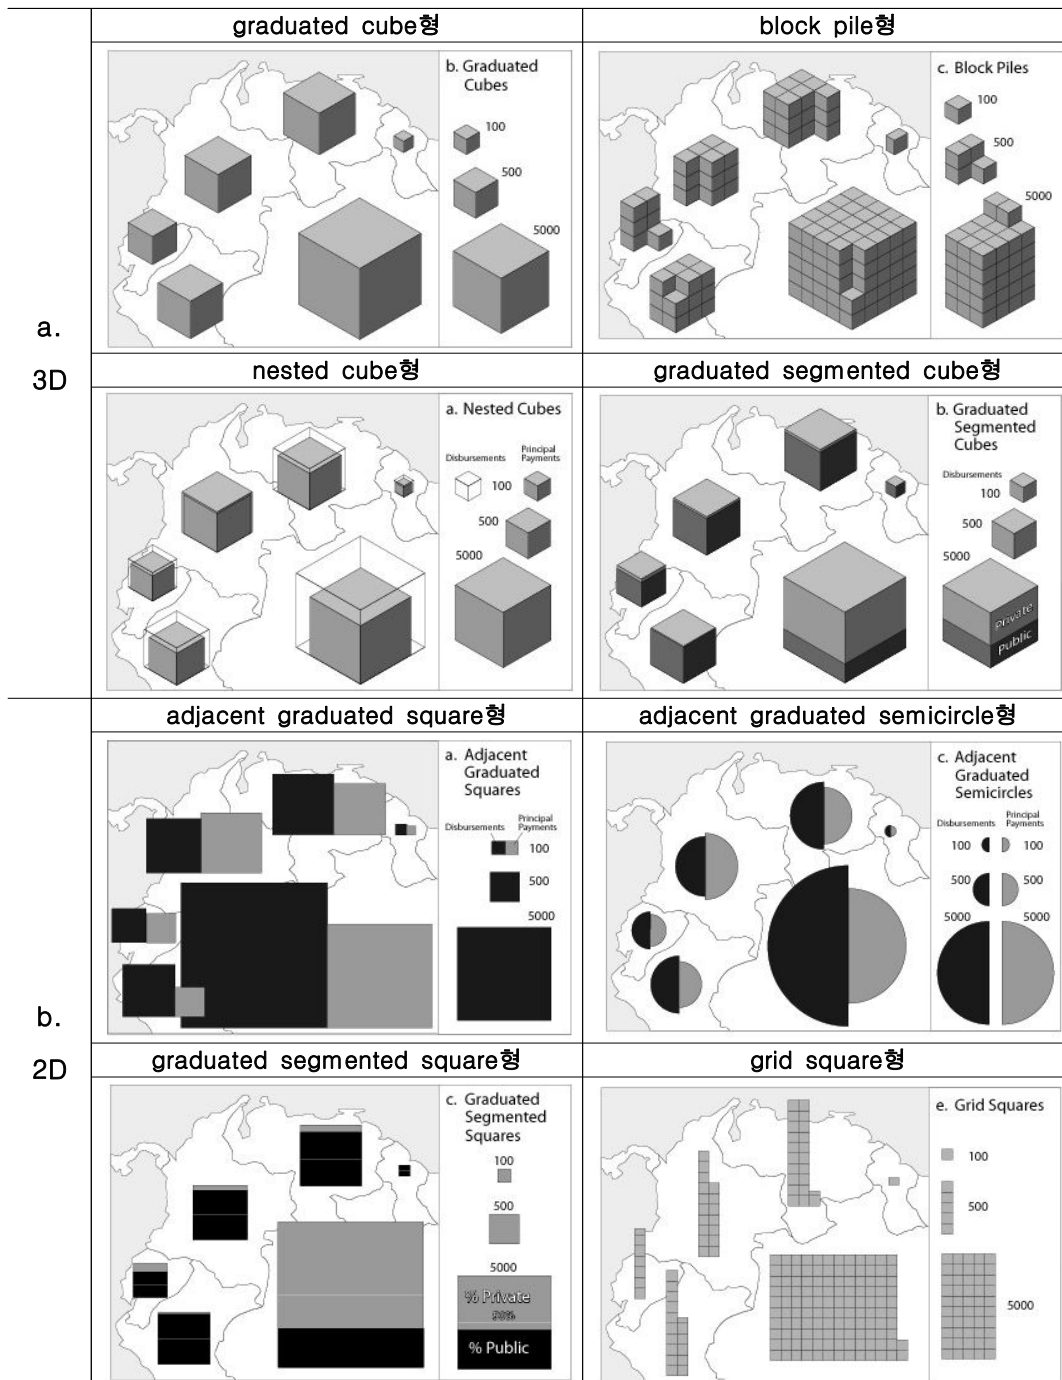 graduated cube형
block pile형
b. Graduated
Cubes
100
500
5000
c. Block Piles
100
500
5000
a.
3D
nested cube형
graduated segmented cube형
a. Nested Cubes
Disbursements
Principal
Payments
100
500
5000
b. Graduated
Segmented
Cubes
Disbursements
100
500
5000
Private
Public
adjacent graduated square형
adjacent graduated semicircle형
a. Adjacent
Graduated
Squares
Disbursements
Principal
Payments
100
500
5000
c. Adjacent
Graduated
Semicircles
Disbursements
Principal
Payments
100 100
500 500
5000 5000
b.
2D
graduated segmented square형
grid square형
c. Graduated
Segmented
Squares
100
500
5000
% Private
50%
% Public
e. Grid Squares
100
500
5000